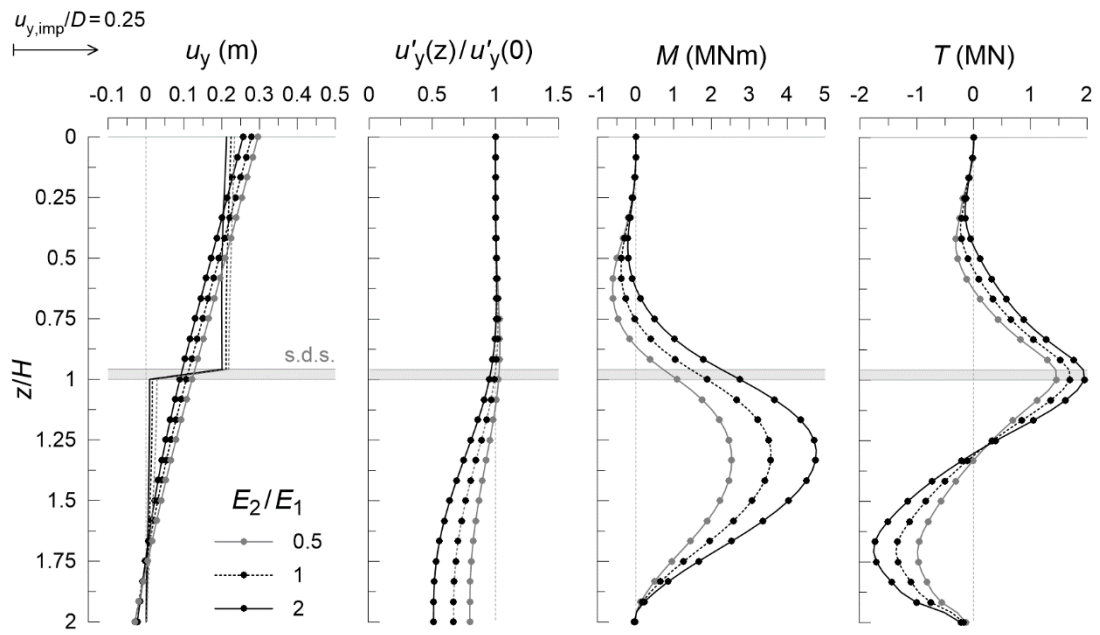 u_y,imp/D = 0.25
u_y (m)
-0.1 0 0.1 0.2 0.3 0.4 0.5
u'_y(z)/u'_y(0)
0 0.5 1 1.5
M (MNm)
-1 0 1 2 3 4 5
T (MN)
-2 -1 0 1 2
z/H
0
0.25
0.5
0.75
1
1.25
1.5
1.75
2
s.d.s.
E_2/E_1
0.5
1
2